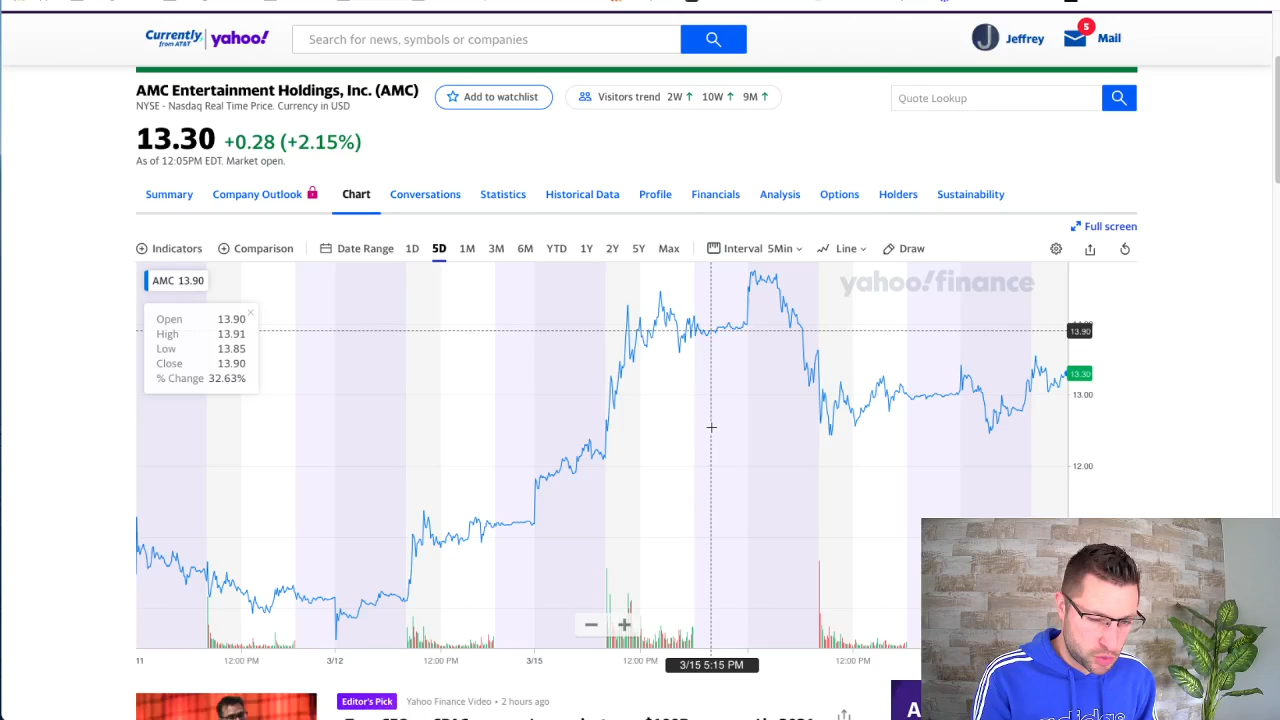 Currently, yahoo!
from AT&T
Search for news, symbols or companies
Jeffrey
5
Mail
AMC Entertainment Holdings, Inc. (AMC)
NYSE - Nasdaq Real Time Price. Currency in USD
Add to watchlist
Visitors trend 2W ↑ 10W ↑ 9M ↑
Quote Lookup
13.30 +0.28 (+2.15%)
As of 12:05PM EDT. Market open.
Summary Company Outlook Chart Conversations Statistics Historical Data Profile Financials Analysis Options Holders Sustainability
Full screen
Indicators Comparison Date Range 1D 5D 1M 3M 6M YTD 1Y 2Y 5Y Max Interval 5Min Line Draw
AMC 13.90
yahoo!finance
Open 13.90
High 13.91
Low 13.85
Close 13.90
% Change 32.63%
13.90
13.30
13.00
12.00
11 12:00 PM 3/12 12:00 PM 3/15 12:00 PM 3/15 5:15 PM 12:00 PM
Editor's Pick Yahoo Finance Video • 2 hours ago
A
adidas